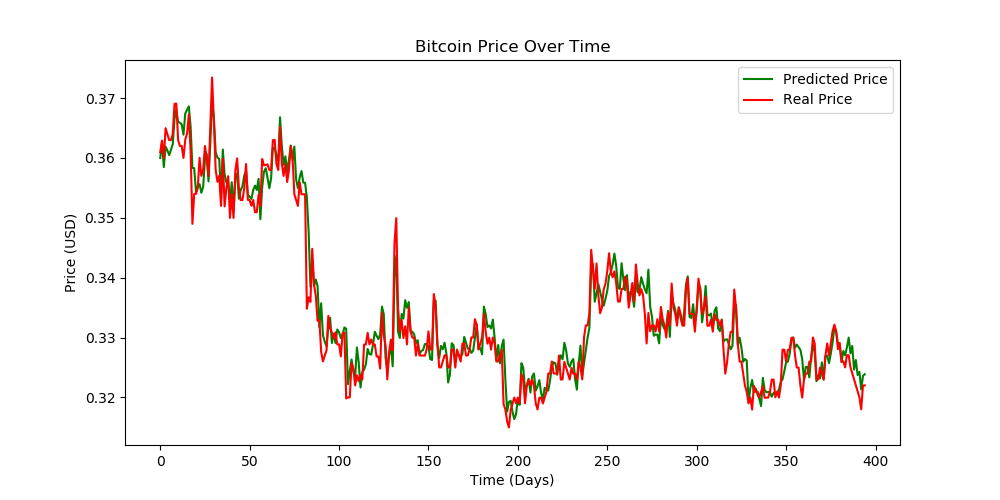 Bitcoin Price Over Time
Predicted Price
Real Price
Price (USD)
0.37
0.36
0.35
0.34
0.33
0.32
0 50 100 150 200 250 300 350 400
Time (Days)